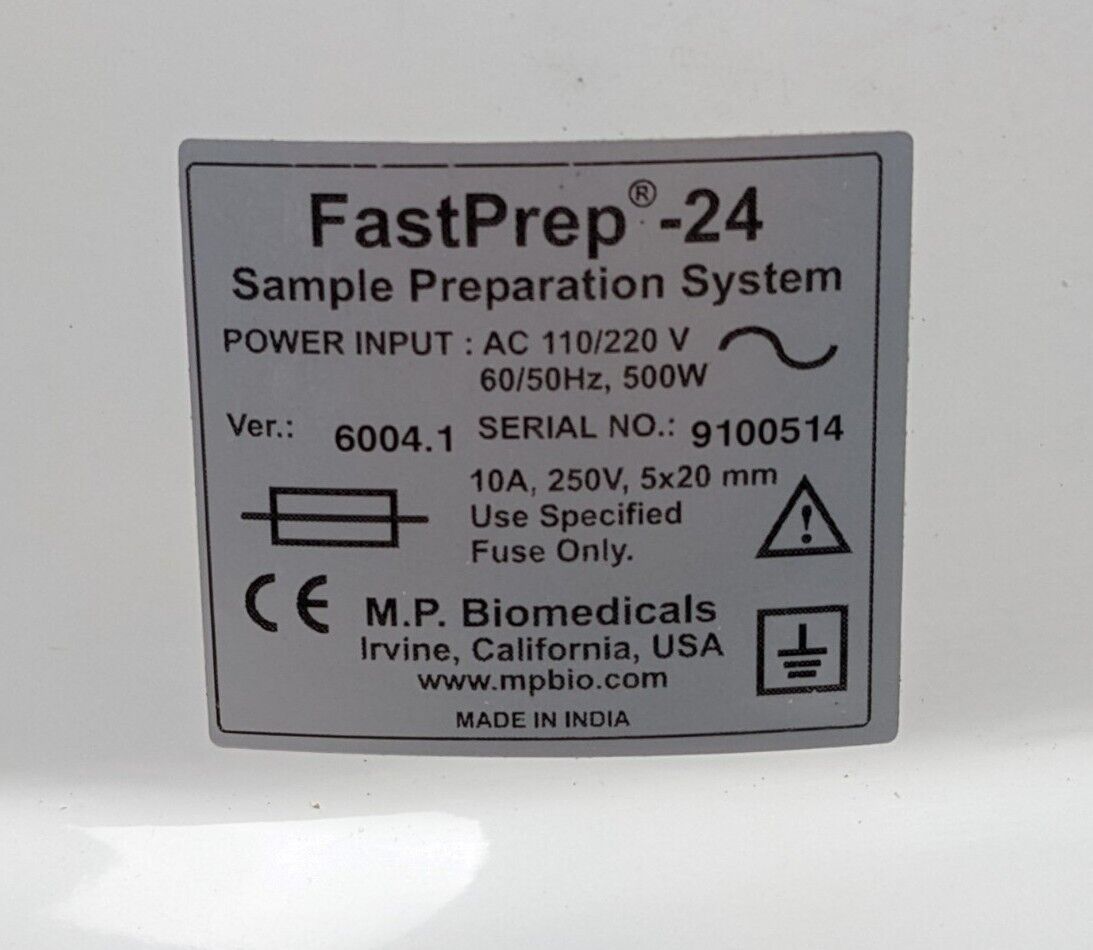 FastPrep®-24
Sample Preparation System
POWER INPUT : AC 110/220 V
60/50Hz, 500W
Ver.: 6004.1 SERIAL NO.: 9100514
10A, 250V, 5x20 mm
Use Specified
Fuse Only.
CE M.P. Biomedicals
Irvine, California, USA
www.mpbio.com
MADE IN INDIA